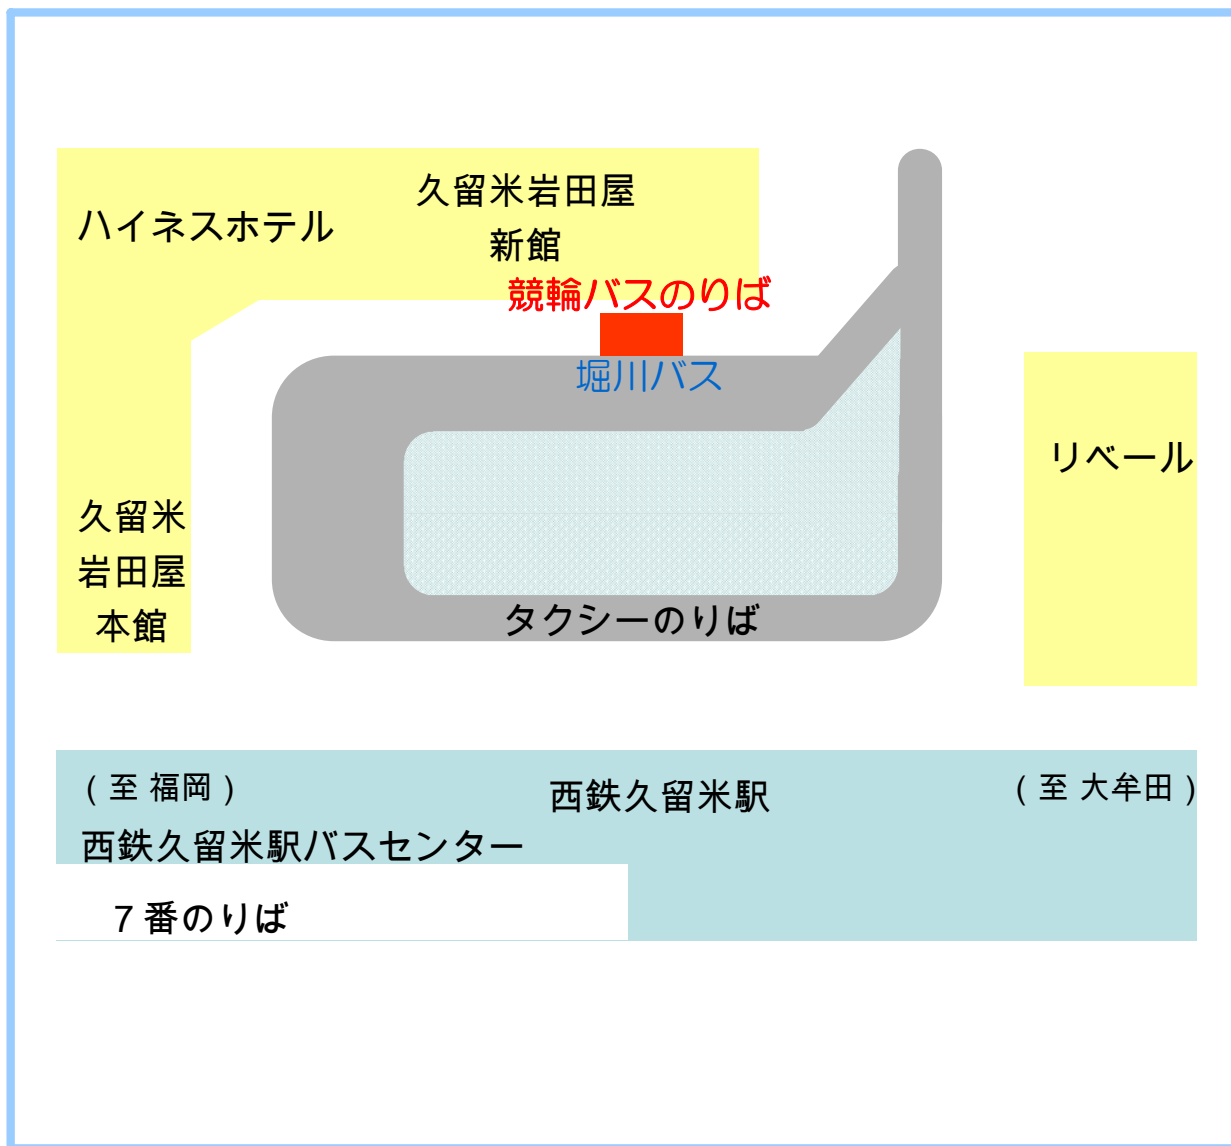 久留米岩田屋
新館
ハイネスホテル
競輪バスのりば
堀川バス
リベール
久留米
岩田屋
本館
タクシーのりば
(至 福岡)
西鉄久留米駅
(至 大牟田)
西鉄久留米駅バスセンター
７番のりば